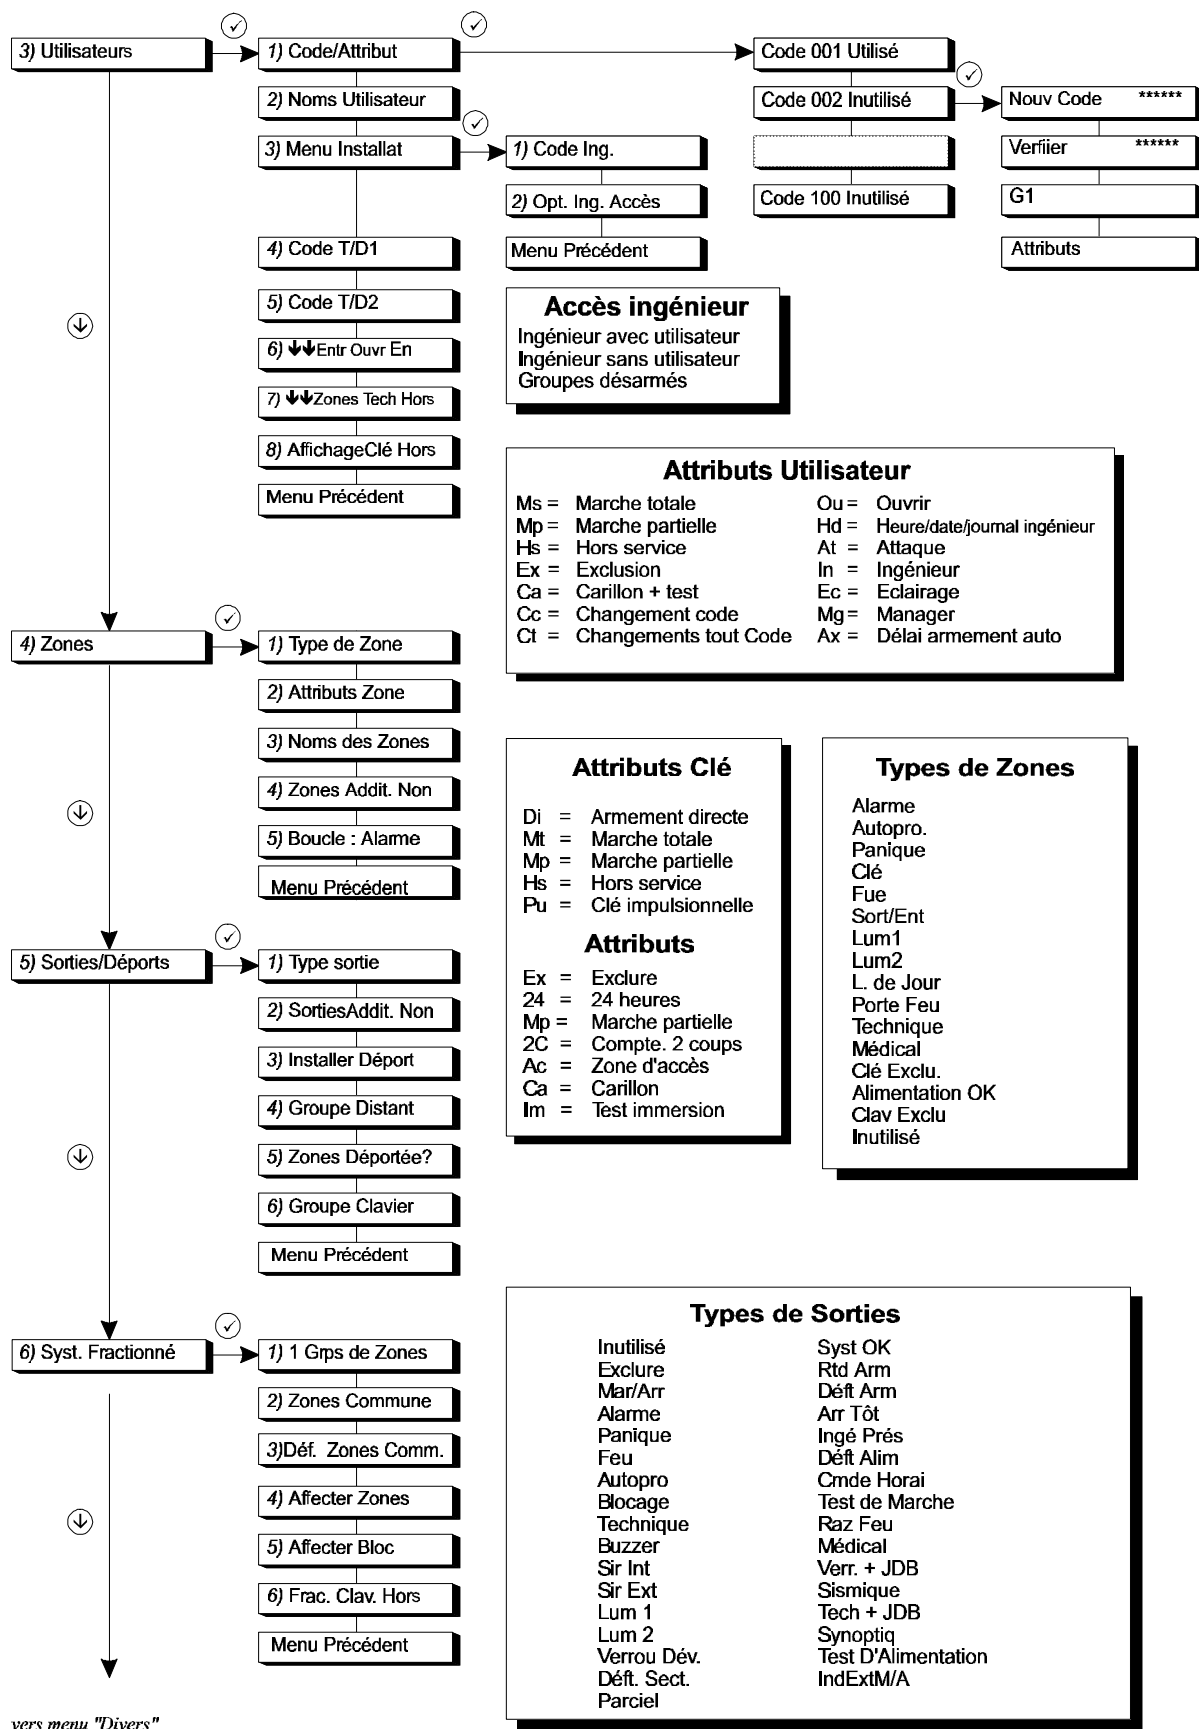 3) Utilisateurs
1) Code/Attribut
2) Noms Utilisateur
3) Menu Installat
4) Code T/D1
5) Code T/D2
6) ↓↓Entr Ouvr En
7) ↓↓Zones Tech Hors
8) AffichageClé Hors
Menu Précédent
1) Code Ing.
2) Opt. Ing. Accès
Menu Précédent
Code 001 Utilisé
Code 002 Inutilisé
Code 100 Inutilisé
Nouv Code ******
Verfiier ******
G1
Attributs
Accès ingénieur
Ingénieur avec utilisateur
Ingénieur sans utilisateur
Groupes désarmés
Attributs Utilisateur
Ms = Marche totale
Mp = Marche partielle
Hs = Hors service
Ex = Exclusion
Ca = Carillon + test
Cc = Changement code
Ct = Changements tout Code
Ou = Ouvrir
Hd = Heure/date/journal ingénieur
At = Attaque
In = Ingénieur
Ec = Eclairage
Mg = Manager
Ax = Délai armement auto
4) Zones
1) Type de Zone
2) Attributs Zone
3) Noms des Zones
4) Zones Addit. Non
5) Boucle : Alarme
Menu Précédent
Attributs Clé
Di = Armement directe
Mt = Marche totale
Mp = Marche partielle
Hs = Hors service
Pu = Clé impulsionnelle
Attributs
Ex = Exclure
24 = 24 heures
Mp = Marche partielle
2C = Compte. 2 coups
Ac = Zone d'accès
Ca = Carillon
Im = Test immersion
Types de Zones
Alarme
Autopro.
Panique
Clé
Fue
Sort/Ent
Lum1
Lum2
L. de Jour
Porte Feu
Technique
Médical
Clé Exclu.
Alimentation OK
Clav Exclu
Inutilisé
5) Sorties/Déports
1) Type sortie
2) SortiesAddit. Non
3) Installer Déport
4) Groupe Distant
5) Zones Déportée?
6) Groupe Clavier
Menu Précédent
6) Syst. Fractionné
1) 1 Grps de Zones
2) Zones Commune
3)Déf. Zones Comm.
4) Affecter Zones
5) Affecter Bloc
6) Frac. Clav. Hors
Menu Précédent
Types de Sorties
Inutilisé
Exclure
Mar/Arr
Alarme
Panique
Feu
Autopro
Blocage
Technique
Buzzer
Sir Int
Sir Ext
Lum 1
Lum 2
Verrou Dév.
Déft. Sect.
Parciel
Syst OK
Rtd Arm
Déft Arm
Arr Tôt
Ingé Prés
Déft Alim
Cmde Horai
Test de Marche
Raz Feu
Médical
Verr. + JDB
Sismique
Tech + JDB
Synoptiq
Test D'Alimentation
IndExtM/A
vers menu "Divers"